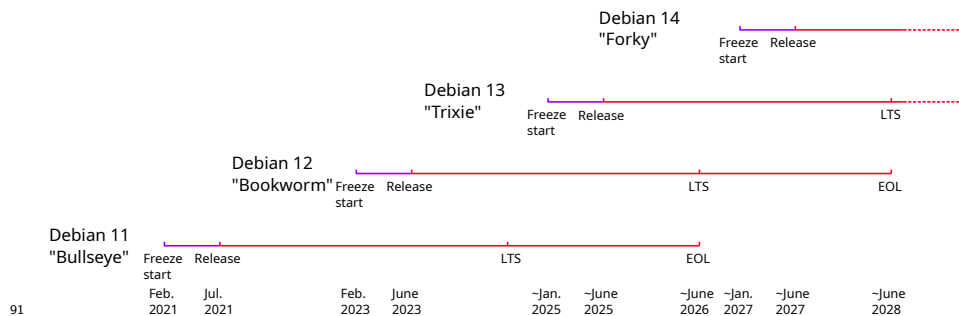 Debian 14
"Forky"
Freeze
start
Release
Debian 13
"Trixie"
Freeze
start
Release
LTS
Debian 12
"Bookworm"
Freeze
start
Release
LTS
EOL
Debian 11
"Bullseye"
Freeze
start
Release
LTS
EOL
Feb.
2021
Jul.
2021
Feb.
2023
June
2023
~Jan.
2025
~June
2025
~June
2026
~Jan.
2027
~June
2027
~June
2028
91